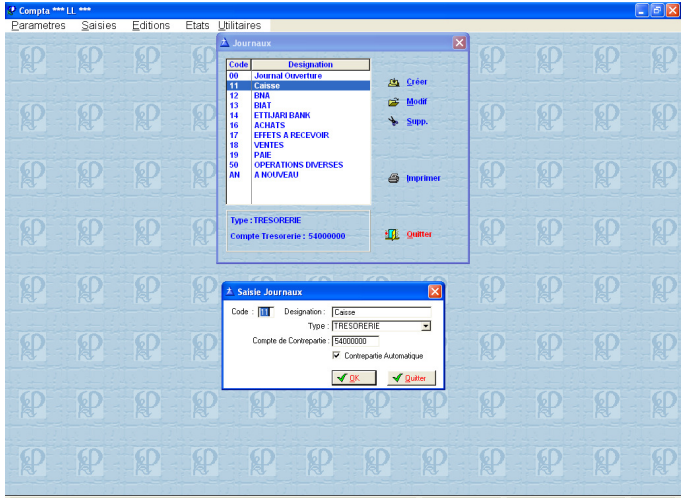 Compta *** LL ***
Parametres Saisies Editions Etats Utilitaires
Journaux
Code Designation
00 Journal Ouverture
11 Caisse
12 BNA
13 BIAT
14 ETTIJARI BANK
16 ACHATS
17 EFFETS A RECEVOIR
18 VENTES
19 PAIE
50 OPERATIONS DIVERSES
AN A NOUVEAU
Créer
Modif
Supp.
Imprimer
Type : TRESORERIE
Compte Tresorerie : 54000000
Quitter
Saisie Journaux
Code : 11 Designation : Caisse
Type : TRESORERIE
Compte de Contrepartie : 54000000
Contrepartie Automatique
OK Quitter